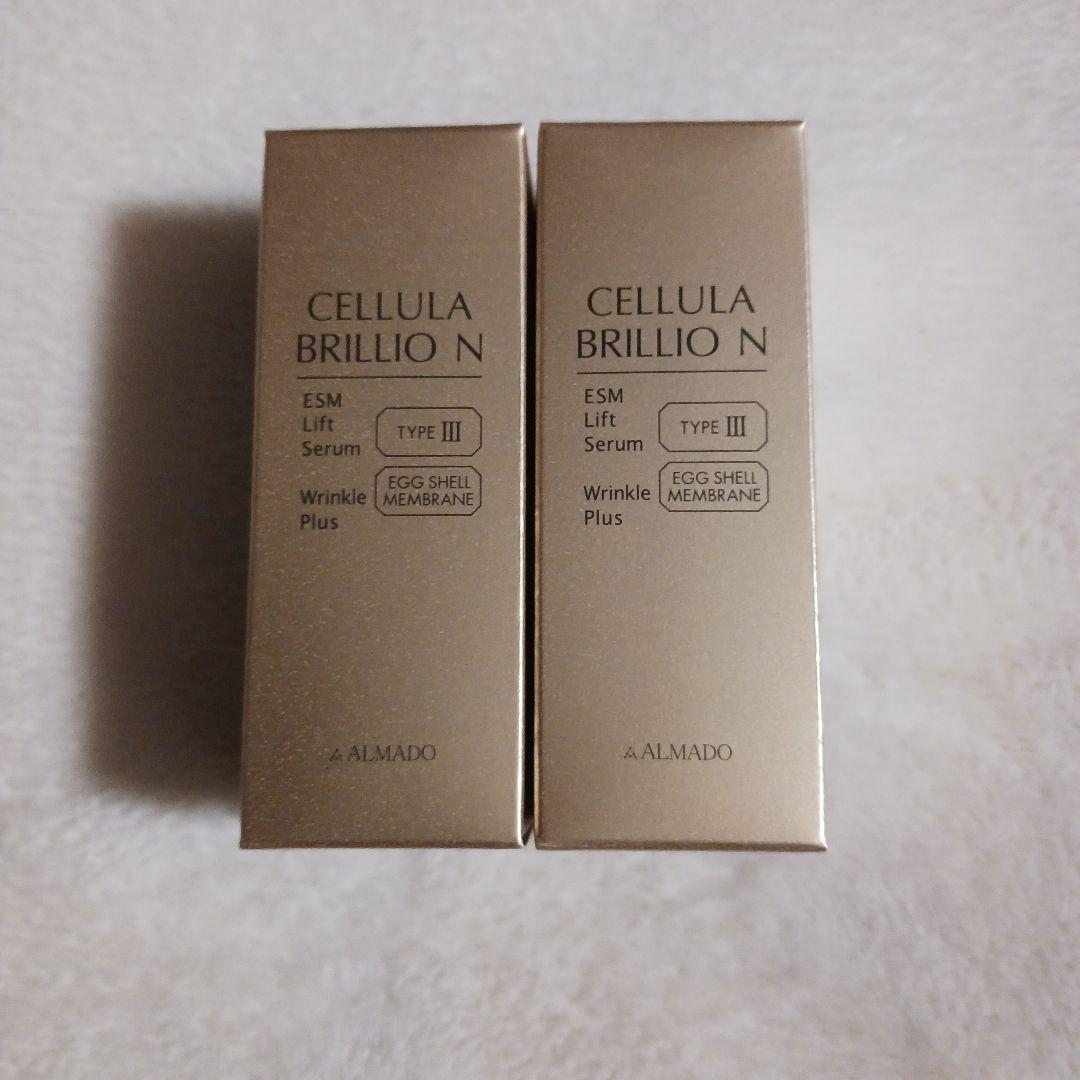 CELLULA
BRILLIO N
ESM
Lift
Serum
TYPE III
Wrinkle
Plus
EGG SHELL
MEMBRANE
ALMADO
CELLULA
BRILLIO N
ESM
Lift
Serum
TYPE III
Wrinkle
Plus
EGG SHELL
MEMBRANE
ALMADO